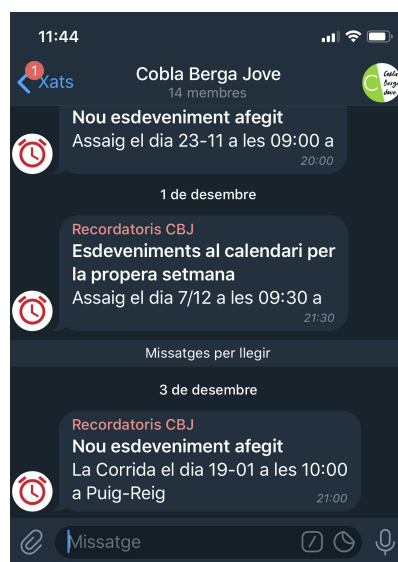 11:44
1
Xats
Cobla Berga Jove
14 membres
Cobla
Berga
Jove
Nou esdeveniment afegit
Assaig el dia 23-11 a les 09:00 a
20:00
1 de desembre
Recordatoris CBJ
Esdeveniments al calendari per
la propera setmana
Assaig el dia 7/12 a les 09:30 a
21:30
Missatges per llegir
3 de desembre
Recordatoris CBJ
Nou esdeveniment afegit
La Corrida el dia 19-01 a les 10:00
a Puig-Reig
21:00
Missatge